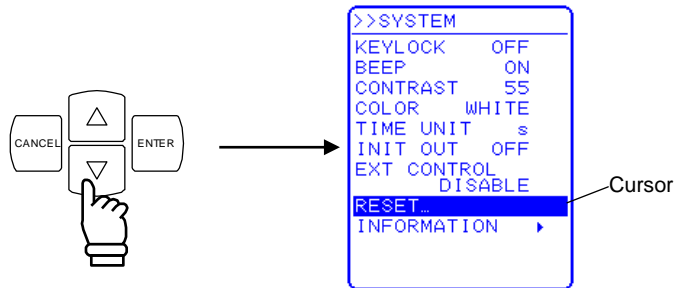 CANCEL
△
ENTER
▽
>>SYSTEM
KEYLOCK OFF
BEEP ON
CONTRAST 55
COLOR WHITE
TIME UNIT s
INIT OUT OFF
EXT CONTROL
DISABLE
RESET…
INFORMATION ▶
Cursor